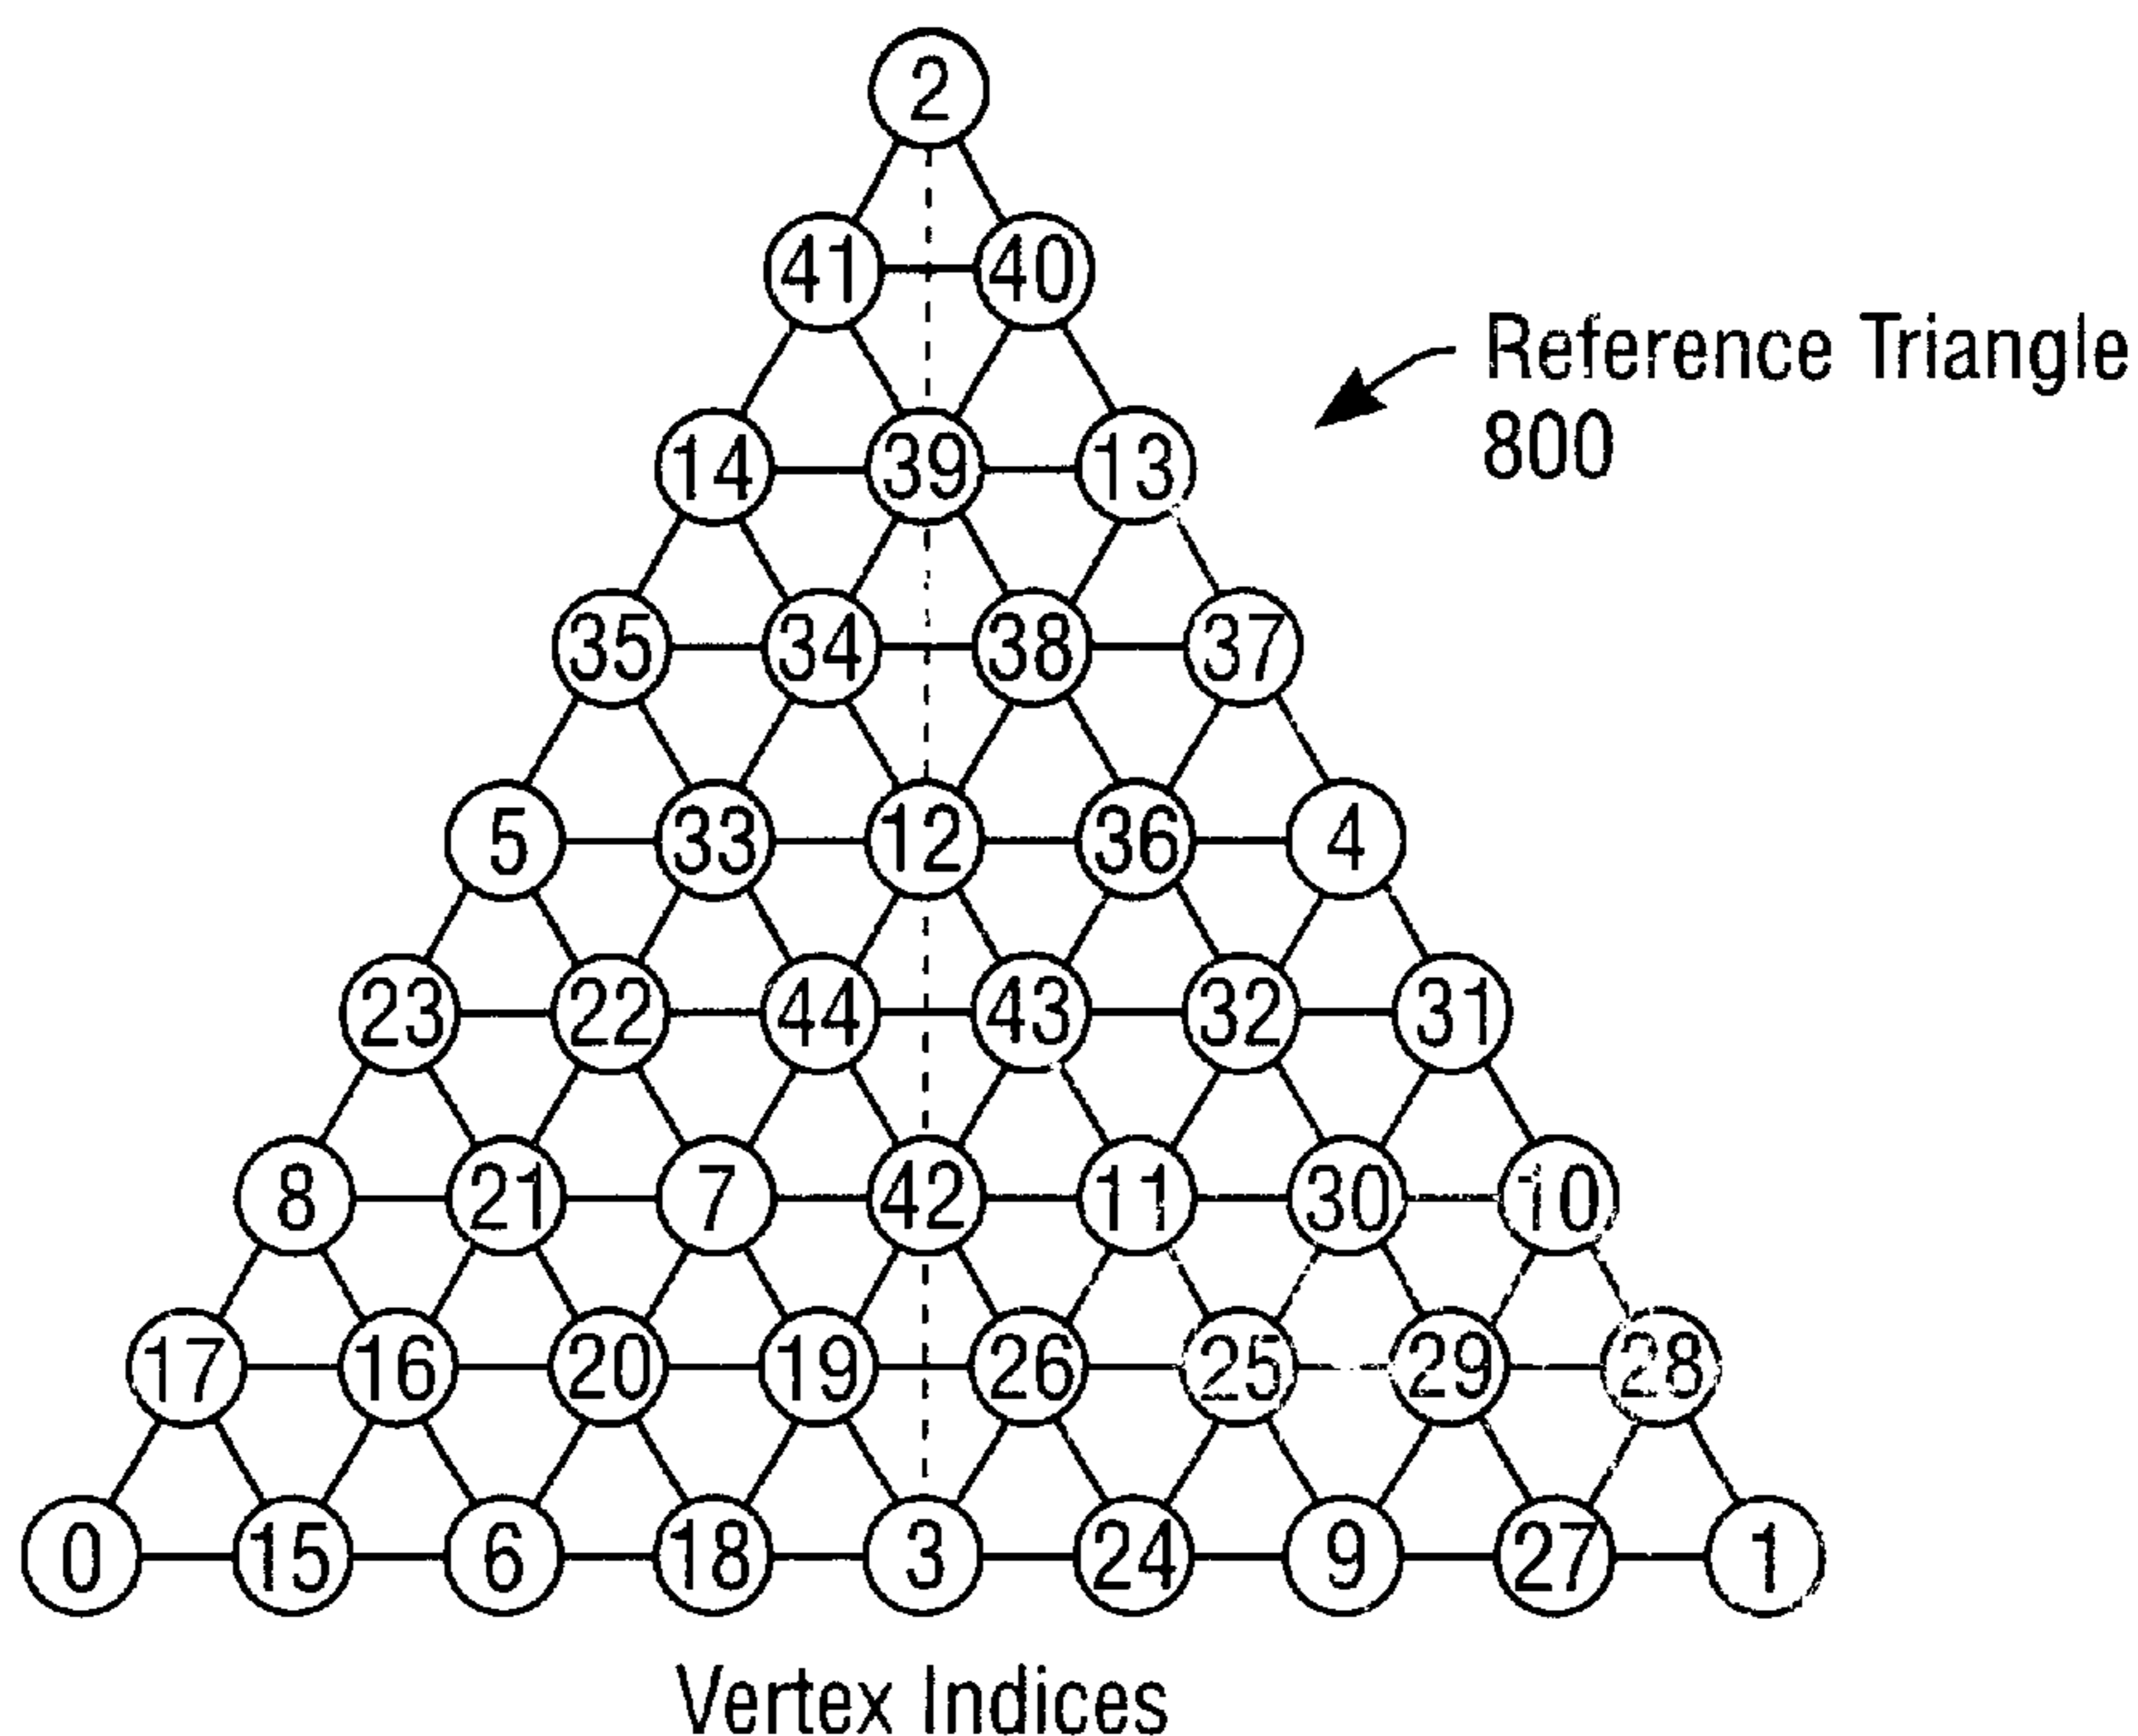 2
41 40
Reference Triangle
800
14 39 13
35 34 38 37
5 33 12 36 4
23 22 44 43 32 31
8 21 7 42 11 30 10
17 16 20 19 26 25 29 28
0 15 6 18 3 24 9 27 1
Vertex Indices